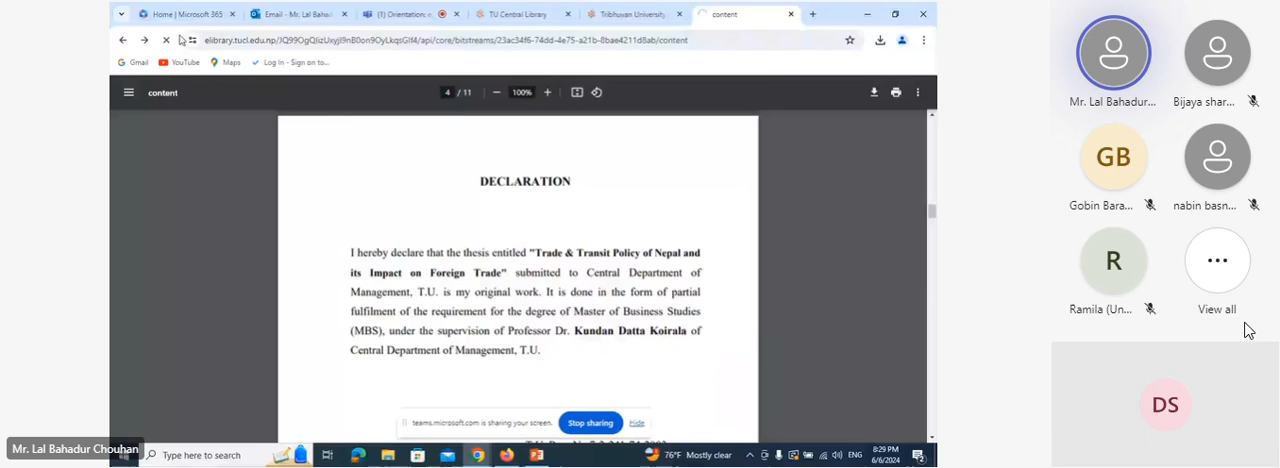 Home | Microsoft 365
Email - Mr. Lal Bahad
(1) Orientation: e
TU Central Library
Tribhuwan University
content
elibrary.tucl.edu.np/JQ99OgQIizUxyjI9nB0on9OyLkqsGlf4/api/core/bitstreams/23ac34f6-74dd-4e75-a21b-8bae4211d8ab/content
Gmail
YouTube
Maps
Log In - Sign on to...
content
4 / 11
100%
DECLARATION
I hereby declare that the thesis entitled "Trade & Transit Policy of Nepal and
its Impact on Foreign Trade" submitted to Central Department of
Management, T.U. is my original work. It is done in the form of partial
fulfilment of the requirement for the degree of Master of Business Studies
(MBS), under the supervision of Professor Dr. Kundan Datta Koirala of
Central Department of Management, T.U.
teams.microsoft.com is sharing your screen.
Stop sharing
Hide
Type here to search
76°F Mostly clear
ENG
8:29 PM
6/6/2024
Mr. Lal Bahadur Chouhan
Mr. Lal Bahadur...
Bijaya shar...
GB
Gobin Bara...
nabin basn...
R
Ramila (Un...
View all
DS